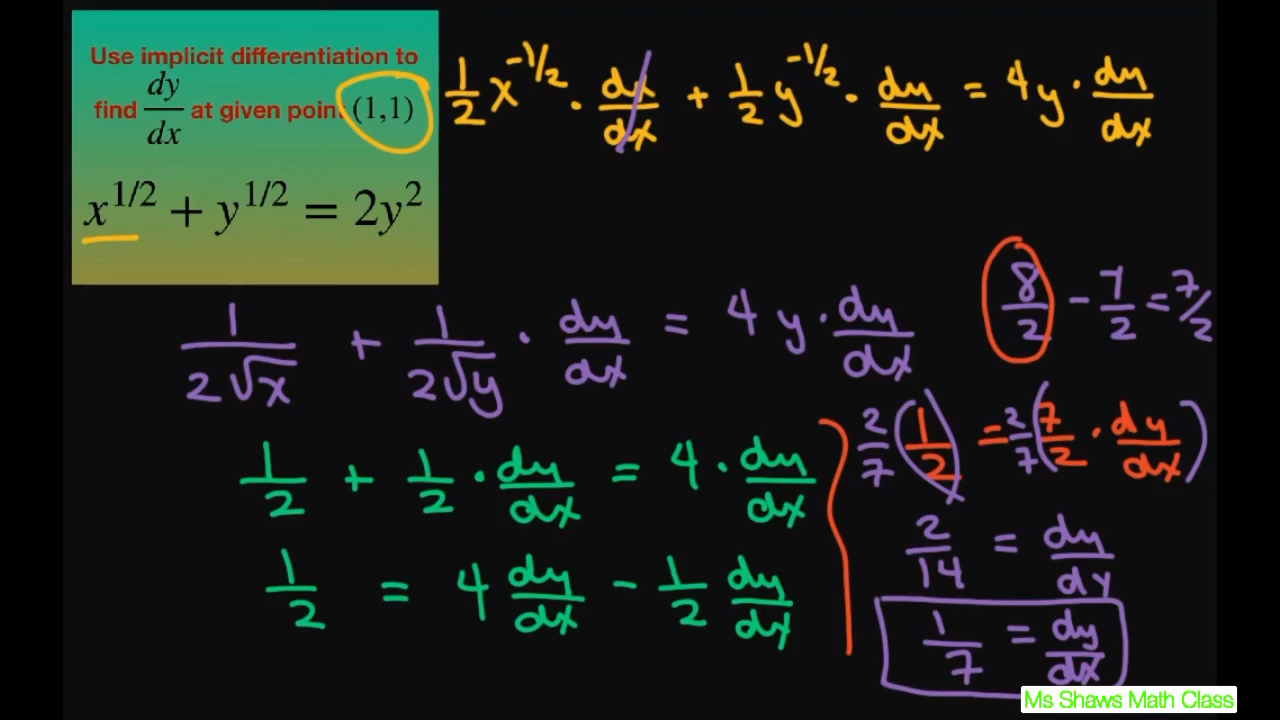 Use implicit differentiation to
find dy/dx at given point (1,1)
x^{1/2} + y^{1/2} = 2y^2
1/2 x^{-1/2} · dx/dx + 1/2 y^{-1/2} · dy/dx = 4y · dy/dx
1/(2√x) + 1/(2√y) · dy/dx = 4y · dy/dx
1/2 + 1/2 · dy/dx = 4 · dy/dx
1/2 = 4 dy/dx - 1/2 dy/dx
8/2 - 7/2 = 7/2
2/7 (1/2) = 2/7 (7/2 · dy/dx)
2/14 = dy/dy
1/7 = dy/dx
Ms Shaws Math Class